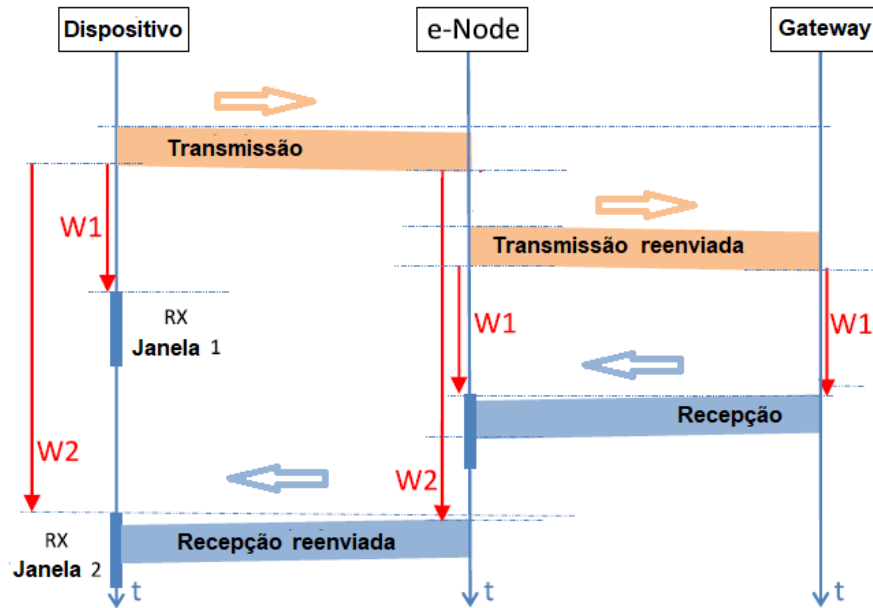 Dispositivo
e-Node
Gateway
Transmissão
W1
Transmissão reenviada
RX
Janela 1
W1
W1
Recepção
W2
W2
RX
Janela 2
Recepção reenviada
t
t
t